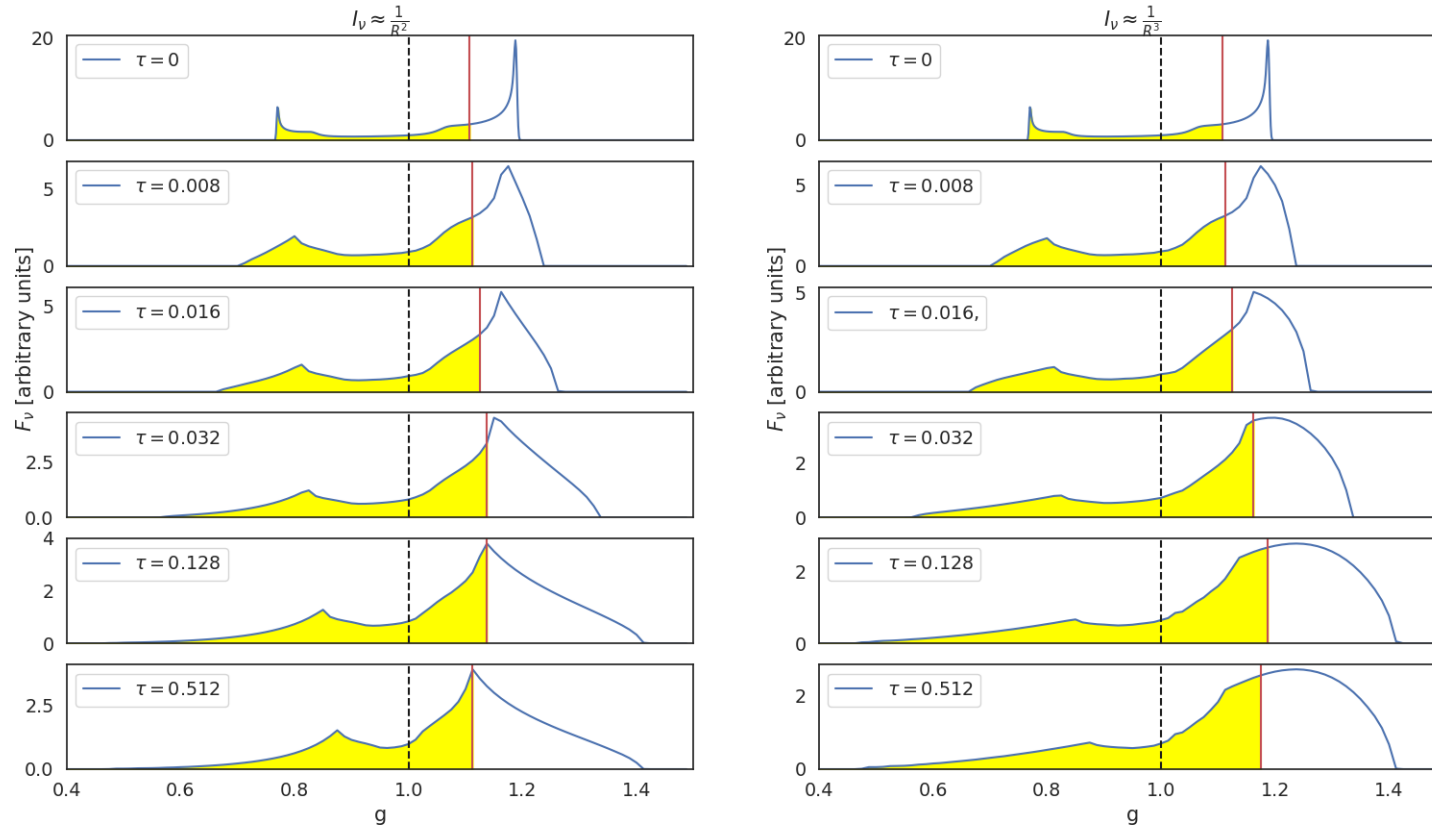 I_ν ≈ 1/R^2
20
0
τ = 0
5
0
τ = 0.008
5
0
τ = 0.016
2.5
0.0
τ = 0.032
4
2
0
τ = 0.128
2.5
0.0
τ = 0.512
0.4 0.6 0.8 1.0 1.2 1.4
g
F_ν [arbitrary units]
I_ν ≈ 1/R^3
20
0
τ = 0
5
0
τ = 0.008
5
0
τ = 0.016,
2
0
τ = 0.032
2
0
τ = 0.128
2
0
τ = 0.512
0.4 0.6 0.8 1.0 1.2 1.4
g
F_ν [arbitrary units]